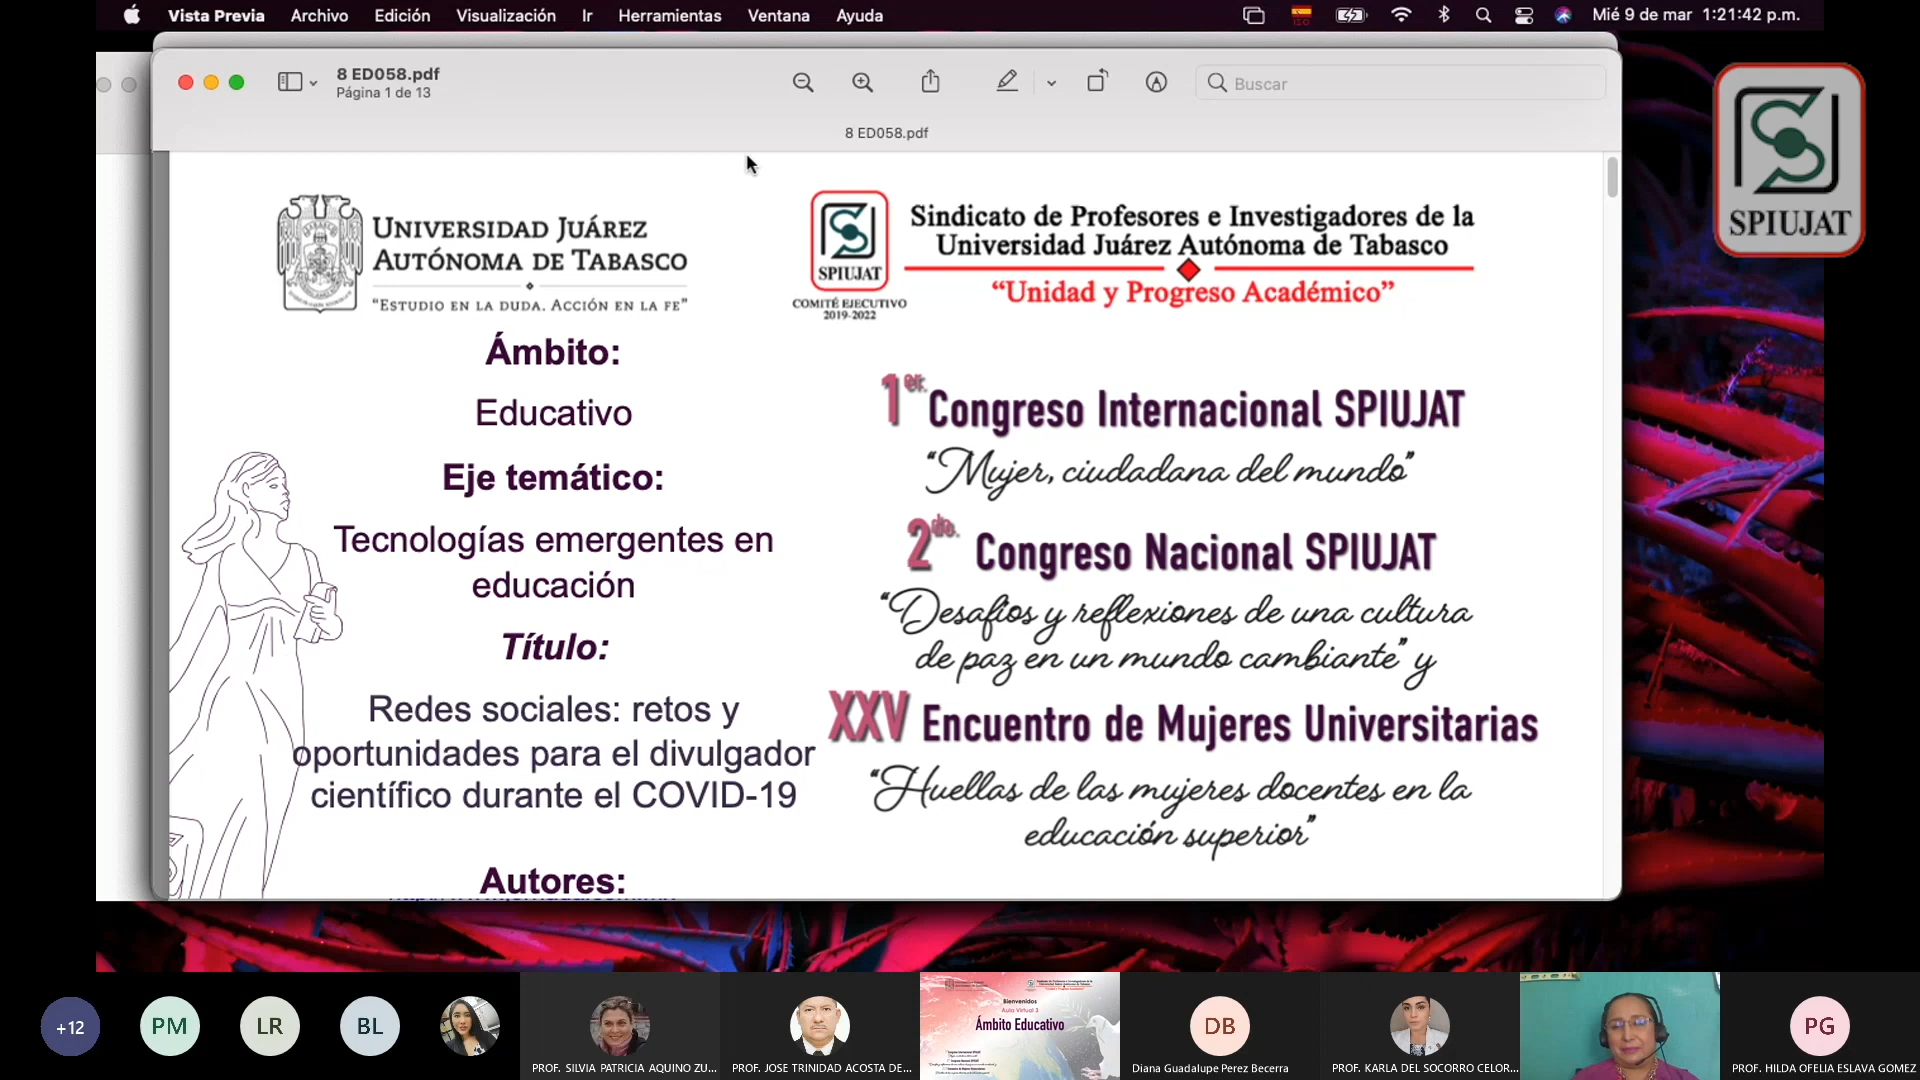 Vista Previa Archivo Edición Visualización Ir Herramientas Ventana Ayuda
Mié 9 de mar 1:21:42 p.m.
8 ED058.pdf
Página 1 de 13
Buscar
8 ED058.pdf
UNIVERSIDAD JUÁREZ
AUTÓNOMA DE TABASCO
“ESTUDIO EN LA DUDA. ACCIÓN EN LA FE”
SPIUJAT
COMITÉ EJECUTIVO
2019-2022
Sindicato de Profesores e Investigadores de la
Universidad Juárez Autónoma de Tabasco
“Unidad y Progreso Académico”
SPIUJAT
Ámbito:
Educativo
Eje temático:
Tecnologías emergentes en
educación
Título:
Redes sociales: retos y
oportunidades para el divulgador
científico durante el COVID-19
Autores:
1er. Congreso Internacional SPIUJAT
“Mujer, ciudadana del mundo”
2do. Congreso Nacional SPIUJAT
“Desafíos y reflexiones de una cultura
de paz en un mundo cambiante” y
XXV Encuentro de Mujeres Universitarias
“Huellas de las mujeres docentes en la
educación superior”
+12
PM
LR
BL
PROF. SILVIA PATRICIA AQUINO ZU...
PROF. JOSE TRINIDAD ACOSTA DE...
Bienvenidos
Aula Virtual 3
Ámbito Educativo
DB
Diana Guadalupe Perez Becerra
PROF. KARLA DEL SOCORRO CELOR...
PG
PROF. HILDA OFELIA ESLAVA GOMEZ